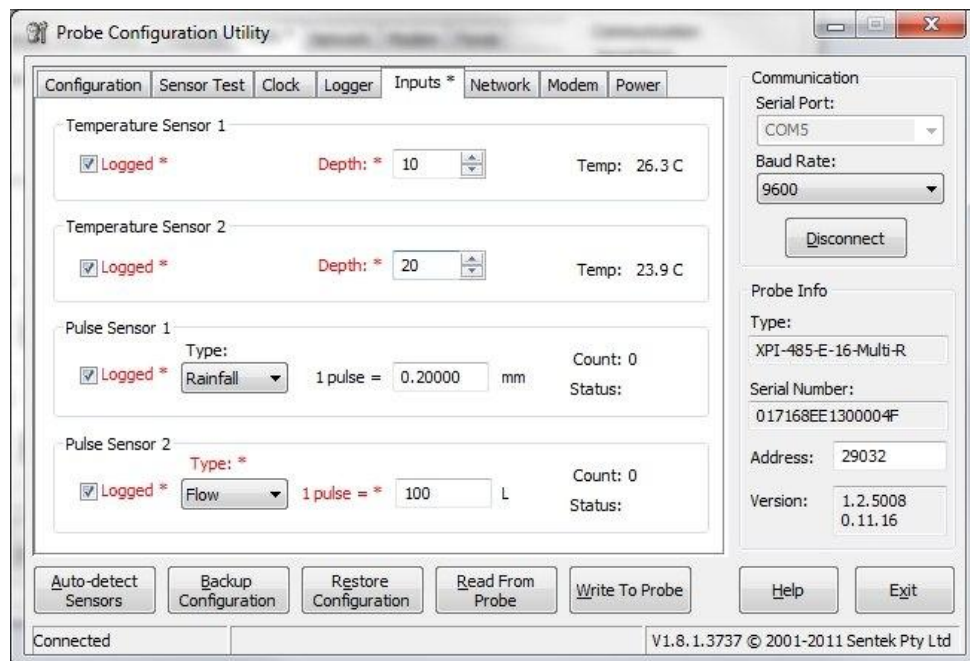 Probe Configuration Utility
Configuration Sensor Test Clock Logger Inputs * Network Modem Power
Temperature Sensor 1
Logged * Depth: * 10 Temp: 26.3 C
Temperature Sensor 2
Logged * Depth: * 20 Temp: 23.9 C
Pulse Sensor 1
Type:
Logged * Rainfall 1 pulse = 0.20000 mm
Count: 0
Status:
Pulse Sensor 2
Type: *
Logged * Flow 1 pulse = * 100 L
Count: 0
Status:
Communication
Serial Port:
COM5
Baud Rate:
9600
Disconnect
Probe Info
Type:
XPI-485-E-16-Multi-R
Serial Number:
017168EE1300004F
Address: 29032
Version: 1.2.5008
0.11.16
Auto-detect
Sensors
Backup
Configuration
Restore
Configuration
Read From
Probe
Write To Probe
Help
Exit
Connected
V1.8.1.3737 © 2001-2011 Sentek Pty Ltd